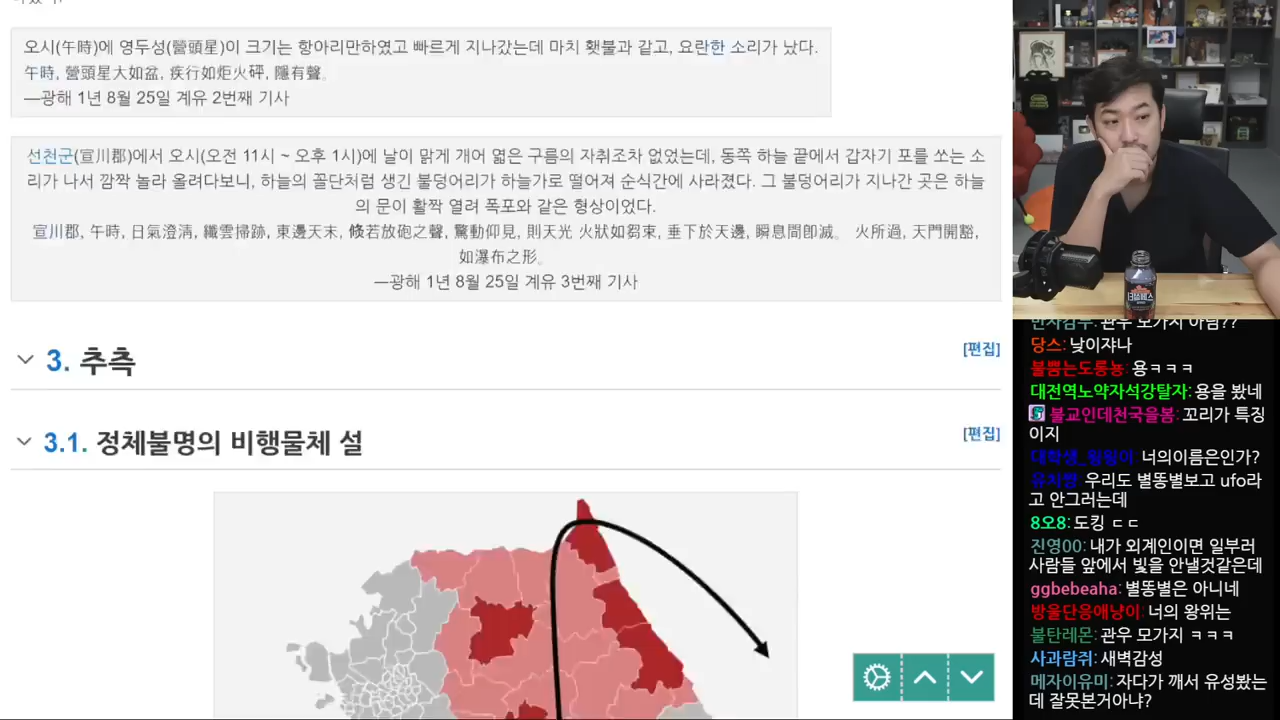 오시(午時)에 영두성(營頭星)이 크기는 항아리만하였고 빠르게 지나갔는데 마치 횃불과 같고, 요란한 소리가 났다.
午時, 營頭星大如盆, 疾行如炬火砰, 隱有聲。
—광해 1년 8월 25일 계유 2번째 기사
선천군(宣川郡)에서 오시(오전 11시 ~ 오후 1시)에 날이 맑게 개어 엷은 구름의 자취조차 없었는데, 동쪽 하늘 끝에서 갑자기 포를 쏘는 소
리가 나서 깜짝 놀라 올려다보니, 하늘의 꼴단처럼 생긴 불덩어리가 하늘가로 떨어져 순식간에 사라졌다. 그 불덩어리가 지나간 곳은 하늘
의 문이 활짝 열려 폭포와 같은 형상이었다.
宣川郡, 午時, 日氣澄淸, 纖雲掃跡, 東邊天末, 倏若放砲之聲, 驚動仰見, 則天光 火狀如芻束, 垂下於天邊, 瞬息間卽滅。 火所過, 天門開豁,
如瀑布之形。
—광해 1년 8월 25일 계유 3번째 기사
3. 추측
[편집]
3.1. 정체불명의 비행물체 설
[편집]
관우 모가지 아님??
당스: 낮이쟈나
불뿜는도롱뇽: 용ㅋㅋㅋ
대전역노약자석강탈자: 용을 봤네
불교인데천국을봄: 꼬리가 특징
이지
너의이름은인가?
우리도 별똥별보고 ufo라
고 안그러는데
8오8: 도킹 ㄷㄷ
진영00: 내가 외계인이면 일부러
사람들 앞에서 빛을 안낼것같은데
ggbebeaha: 별똥별은 아니네
방울단응애냥이: 너의 왕위는
불탄레몬: 관우 모가지 ㅋㅋㅋ
사과람쥐: 새벽감성
메자이유미: 자다가 깨서 유성봤는
데 잘못본거아냐?